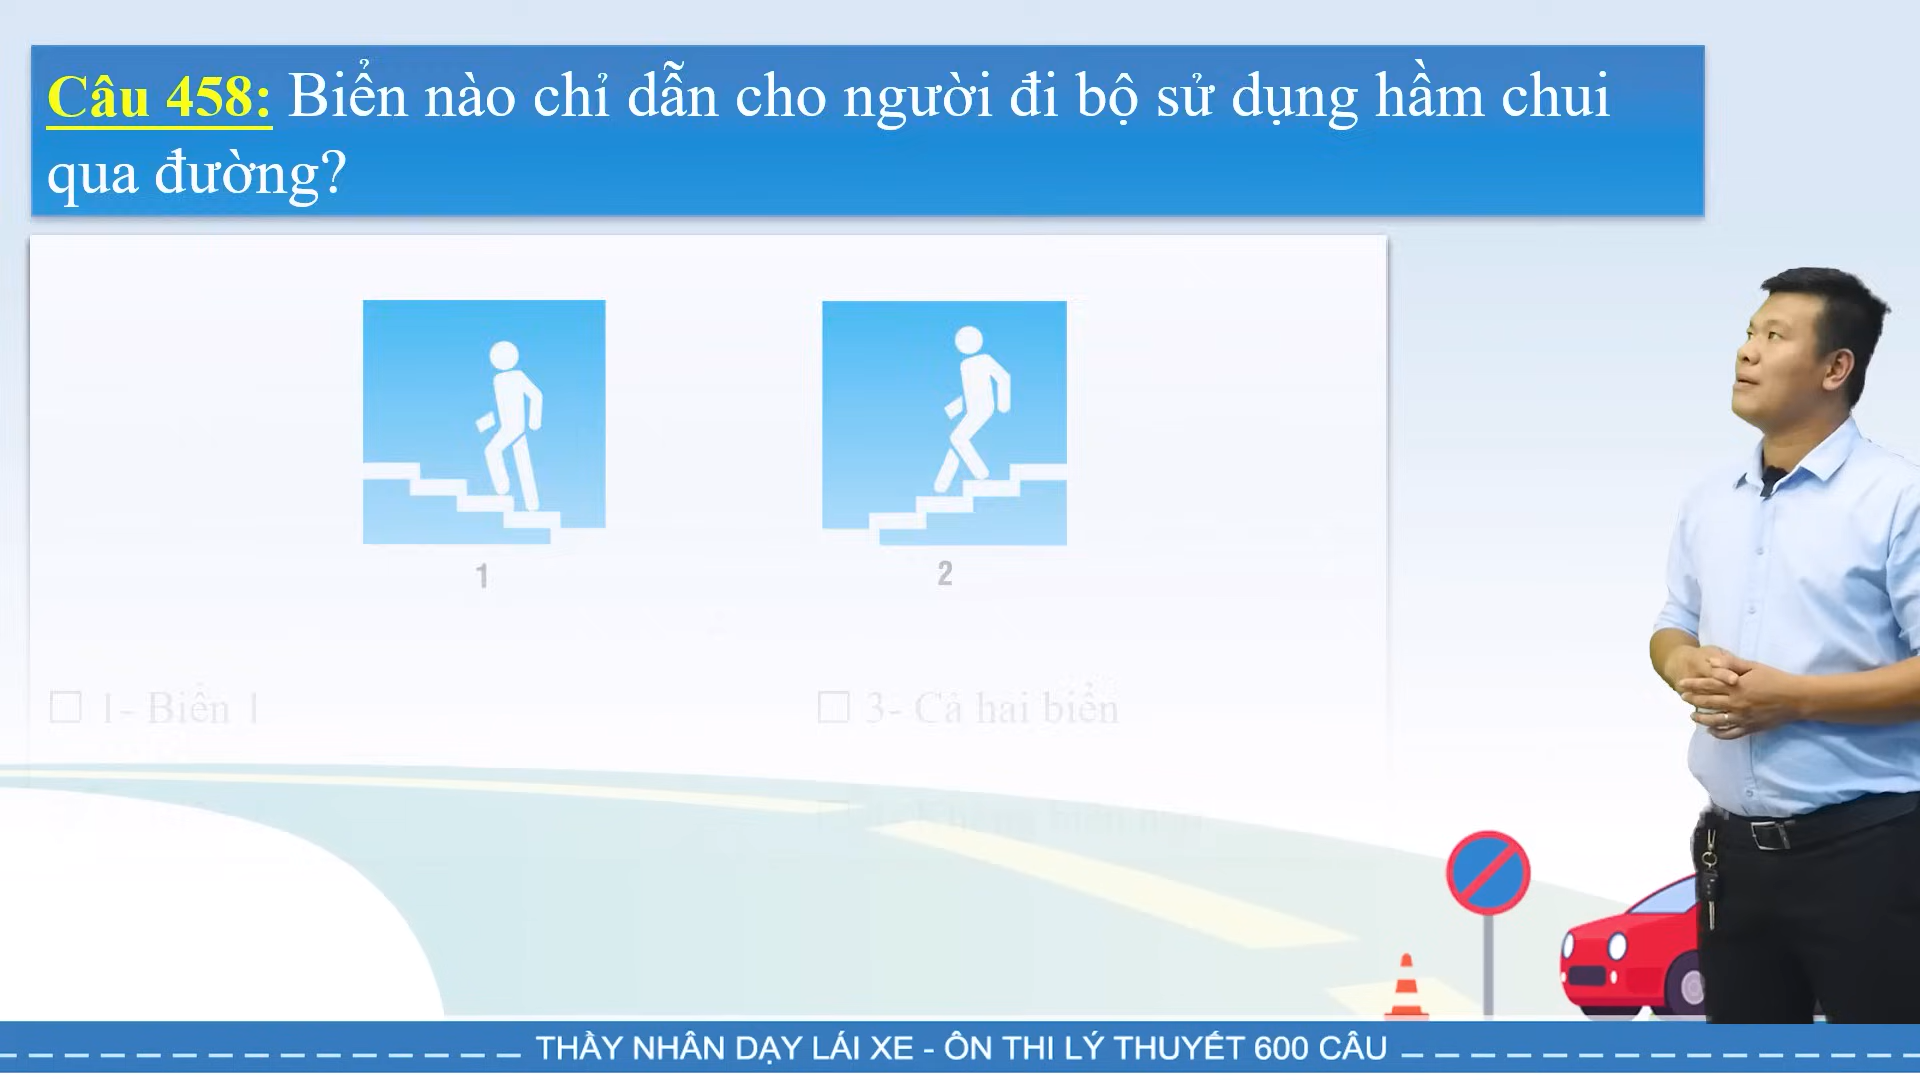 Câu 458: Biển nào chỉ dẫn cho người đi bộ sử dụng hầm chui
qua đường?
1
2
1- Biển 1
3- Cả hai biển
THẦY NHÂN DẠY LÁI XE - ÔN THI LÝ THUYẾT 600 CÂU